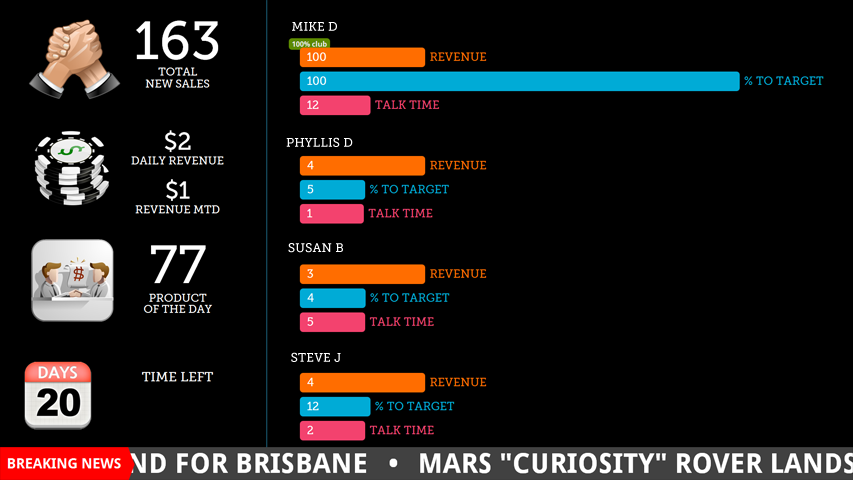 163
TOTAL
NEW SALES
$2
DAILY REVENUE
$1
REVENUE MTD
77
PRODUCT
OF THE DAY
DAYS
20
TIME LEFT
MIKE D
100% club
100 REVENUE
100 % TO TARGET
12 TALK TIME
PHYLLIS D
4 REVENUE
5 % TO TARGET
1 TALK TIME
SUSAN B
3 REVENUE
4 % TO TARGET
5 TALK TIME
STEVE J
4 REVENUE
12 % TO TARGET
2 TALK TIME
BREAKING NEWS ND FOR BRISBANE • MARS "CURIOSITY" ROVER LANDS